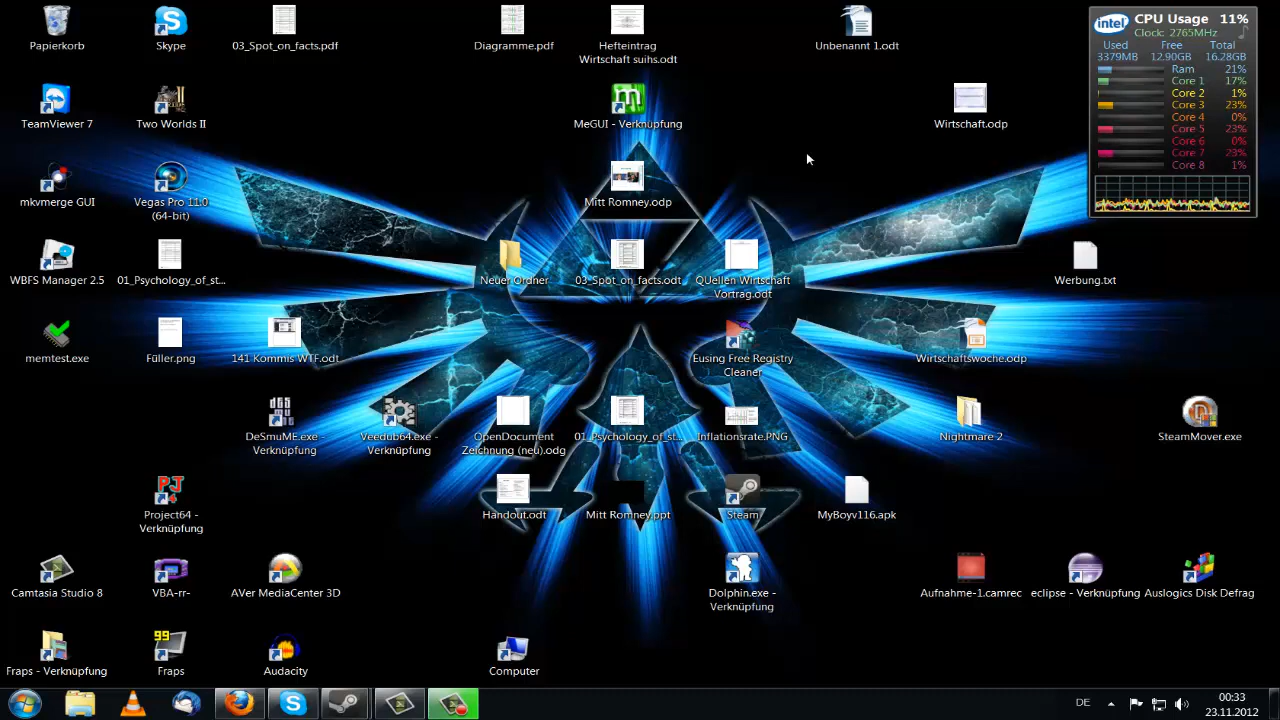 Papierkorb
Skype
03_Spot_on_facts.pdf
Diagramme.pdf
Hefteintrag
Wirtschaft suihs.odt
Unbenannt 1.odt
intel
CPU Usage 11%
Clock: 2765MHz
Used Free Total
3379MB 12.90GB 16.28GB
Ram 21%
Core 1 17%
Core 2 1%
Core 3 23%
Core 4 0%
Core 5 23%
Core 6 0%
Core 7 23%
Core 8 1%
TeamViewer 7
Two Worlds II
MeGUI - Verknüpfung
Wirtschaft.odp
mkvmerge GUI
Vegas Pro 11.0
(64-bit)
Mitt Romney.odp
WBFS Manager 2.5
01_Psychology_of_st...
Neuer Ordner
03_Spot_on_facts.odt
QUellen Wirtschaft
Vortrag.odt
Werbung.txt
memtest.exe
Füller.png
141 Kommis WTF.odt
Eusing Free Registry
Cleaner
Wirtschaftswoche.odp
DeSmuME.exe -
Verknüpfung
Veedub64.exe -
Verknüpfung
OpenDocument
Zeichnung (neu).odg
01_Psychology_of_st...
Inflationsrate.PNG
Nightmare 2
SteamMover.exe
PJ
4
Project64 -
Verknüpfung
Handout.odt
Mitt Romney.ppt
Steam
MyBoyv116.apk
Camtasia Studio 8
VBA-rr-
AVer MediaCenter 3D
Dolphin.exe -
Verknüpfung
Aufnahme-1.camrec
eclipse - Verknüpfung
Auslogics Disk Defrag
Fraps - Verknüpfung
99
Fraps
Audacity
Computer
DE
00:33
23.11.2012